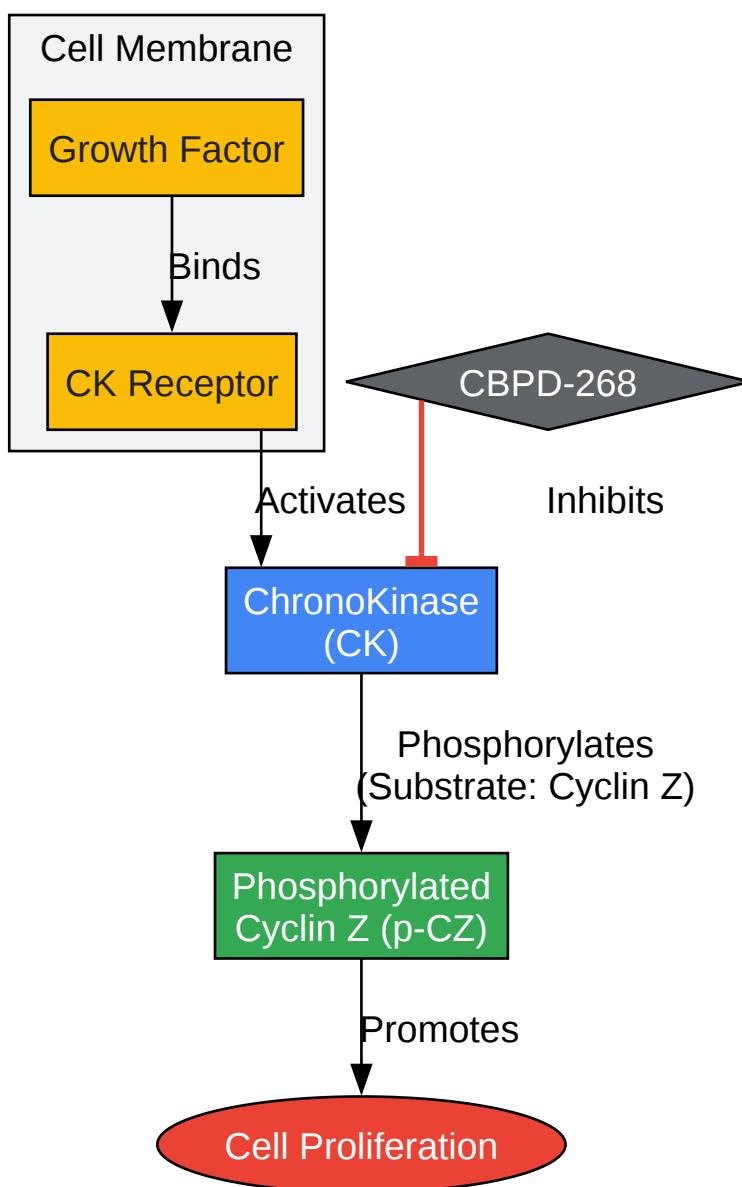 Cell Membrane
Growth Factor
Binds
CK Receptor
CBPD-268
Activates
Inhibits
ChronoKinase
(CK)
Phosphorylates
(Substrate: Cyclin Z)
Phosphorylated
Cyclin Z (p-CZ)
Promotes
Cell Proliferation